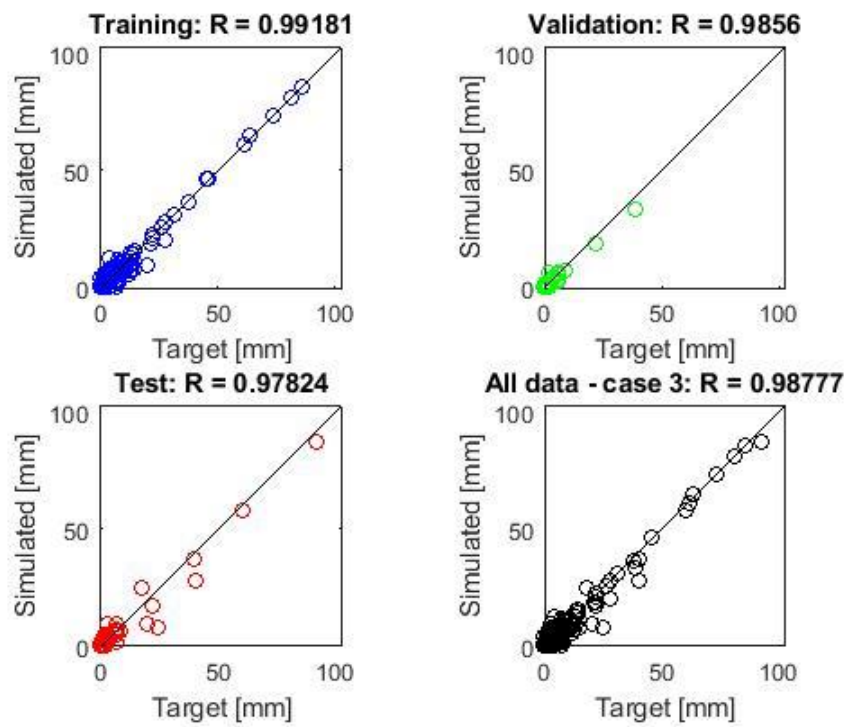 Training: R = 0.99181
100
50
0
Simulated [mm]
0 50 100
Target [mm]
Validation: R = 0.9856
100
50
0
Simulated [mm]
0 50 100
Target [mm]
Test: R = 0.97824
100
50
0
Simulated [mm]
0 50 100
Target [mm]
All data - case 3: R = 0.98777
100
50
0
Simulated [mm]
0 50 100
Target [mm]